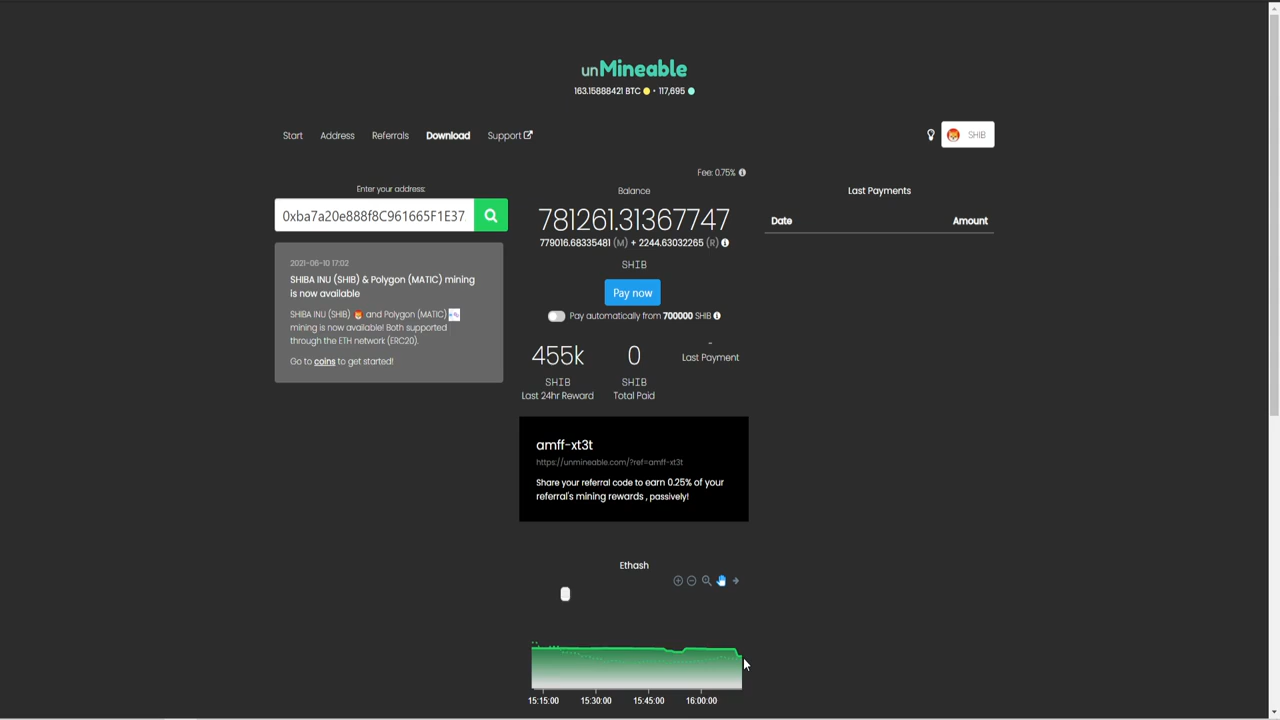 unMineable
163.15888421 BTC • 117,695
Start Address Referrals Download Support
SHIB
Fee: 0.75%
Enter your address:
0xba7a20e888f8C961665F1E37
2021-06-10 17:02
SHIBA INU (SHIB) & Polygon (MATIC) mining
is now available
SHIBA INU (SHIB) and Polygon (MATIC)
mining is now available! Both supported
through the ETH network (ERC20).
Go to coins to get started!
Balance
781261.31367747
779016.68335481 (M) + 2244.63032265 (R)
SHIB
Pay now
Pay automatically from 700000 SHIB
455k
SHIB
Last 24hr Reward
0
SHIB
Total Paid
-
Last Payment
amff-xt3t
https://unmineable.com/?ref=amff-xt3t
Share your referral code to earn 0.25% of your
referral's mining rewards , passively!
Ethash
15:15:00 15:30:00 15:45:00 16:00:00
Last Payments
Date Amount